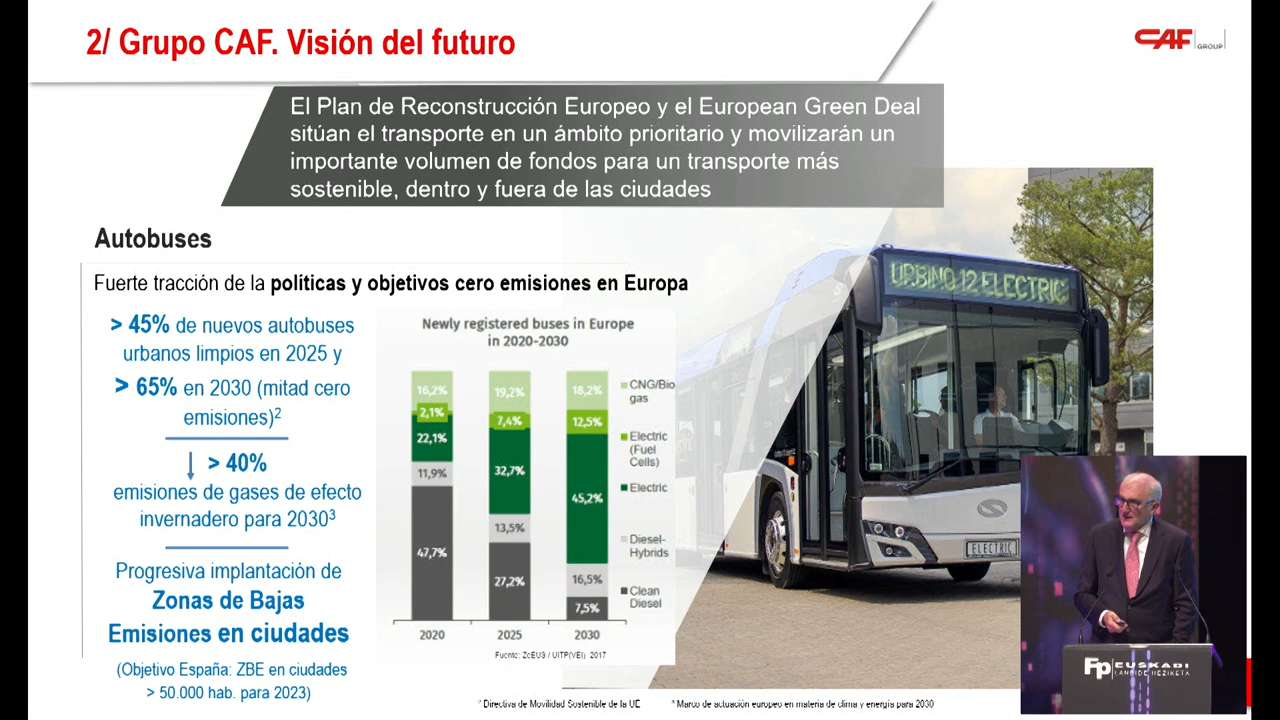 2/ Grupo CAF. Visión del futuro
CAF GROUP
El Plan de Reconstrucción Europeo y el European Green Deal
sitúan el transporte en un ámbito prioritario y movilizarán un
importante volumen de fondos para un transporte más
sostenible, dentro y fuera de las ciudades
Autobuses
Fuerte tracción de la políticas y objetivos cero emisiones en Europa
> 45% de nuevos autobuses
urbanos limpios en 2025 y
> 65% en 2030 (mitad cero
emisiones)2
↓ > 40%
emisiones de gases de efecto
invernadero para 20303
Progresiva implantación de
Zonas de Bajas
Emisiones en ciudades
(Objetivo España: ZBE en ciudades
> 50.000 hab. para 2023)
Newly registered buses in Europe
in 2020-2030
16,2%
2,1%
22,1%
11,9%
47,7%
19,2%
7,4%
32,7%
13,5%
27,2%
18,2%
12,5%
45,2%
16,5%
7,5%
2020 2025 2030
CNG/Bio
gas
Electric
(Fuel
Cells)
Electric
Diesel-
Hybrids
Clean
Diesel
Fuente: ZeEUS / UITP(VEI) 2017
URBINO 12 ELECTRIC
ELECTRIC
Fp EUSKADI
LANBIDE HEZIKETA
2 Directiva de Movilidad Sostenible de la UE
3 Marco de actuación europeo en materia de clima y energía para 2030